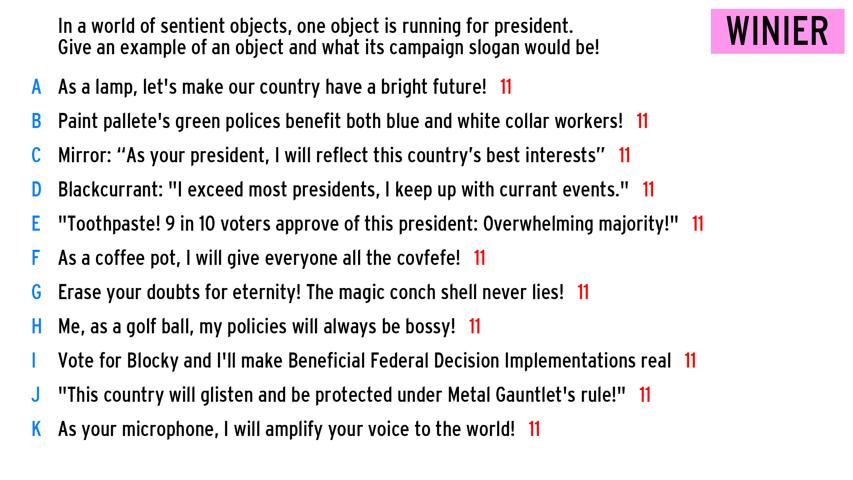 In a world of sentient objects, one object is running for president.
Give an example of an object and what its campaign slogan would be!
WINIER
A As a lamp, let's make our country have a bright future! 11
B Paint pallete's green polices benefit both blue and white collar workers! 11
C Mirror: “As your president, I will reflect this country’s best interests” 11
D Blackcurrant: "I exceed most presidents, I keep up with currant events." 11
E "Toothpaste! 9 in 10 voters approve of this president: Overwhelming majority!" 11
F As a coffee pot, I will give everyone all the covfefe! 11
G Erase your doubts for eternity! The magic conch shell never lies! 11
H Me, as a golf ball, my policies will always be bossy! 11
I Vote for Blocky and I'll make Beneficial Federal Decision Implementations real 11
J "This country will glisten and be protected under Metal Gauntlet's rule!" 11
K As your microphone, I will amplify your voice to the world! 11